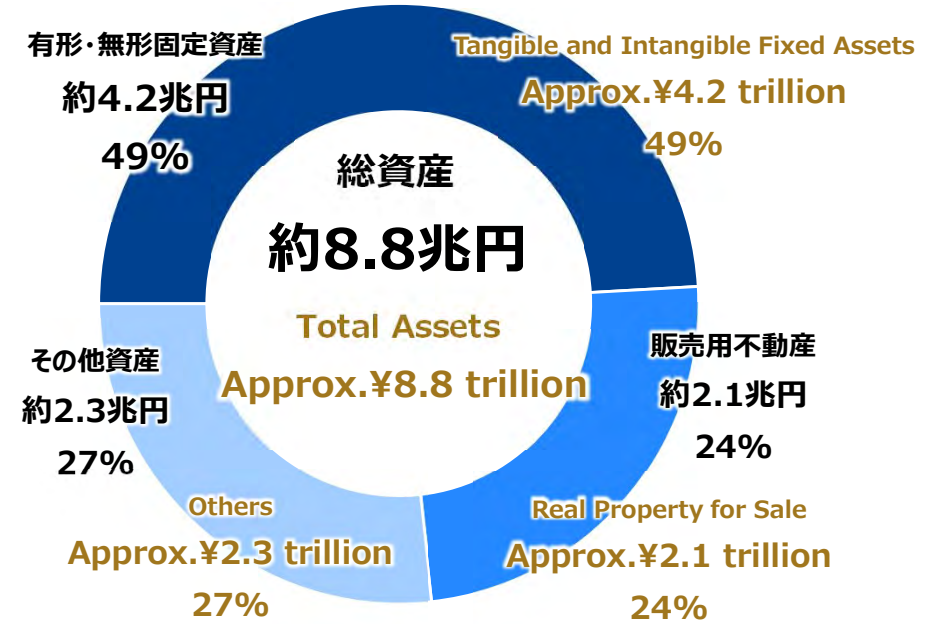 有形・無形固定資産
約4.2兆円
49%
Tangible and Intangible Fixed Assets
Approx.¥4.2 trillion
49%
総資産
約8.8兆円
Total Assets
Approx.¥8.8 trillion
その他資産
約2.3兆円
27%
Others
Approx.¥2.3 trillion
27%
販売用不動産
約2.1兆円
24%
Real Property for Sale
Approx.¥2.1 trillion
24%